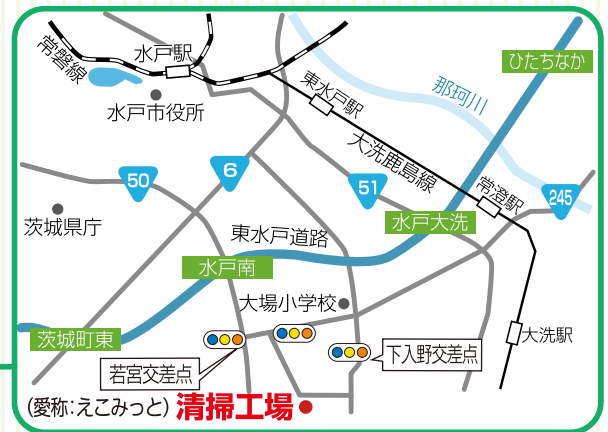 常磐線
水戸駅
水戸市役所
東水戸駅
那珂川
ひたちなか
大洗鹿島線
50
6
51
常澄駅
245
茨城県庁
東水戸道路
水戸大洗
水戸南
大場小学校
茨城町東
大洗駅
若宮交差点
下入野交差点
(愛称:えこみっと) 清掃工場